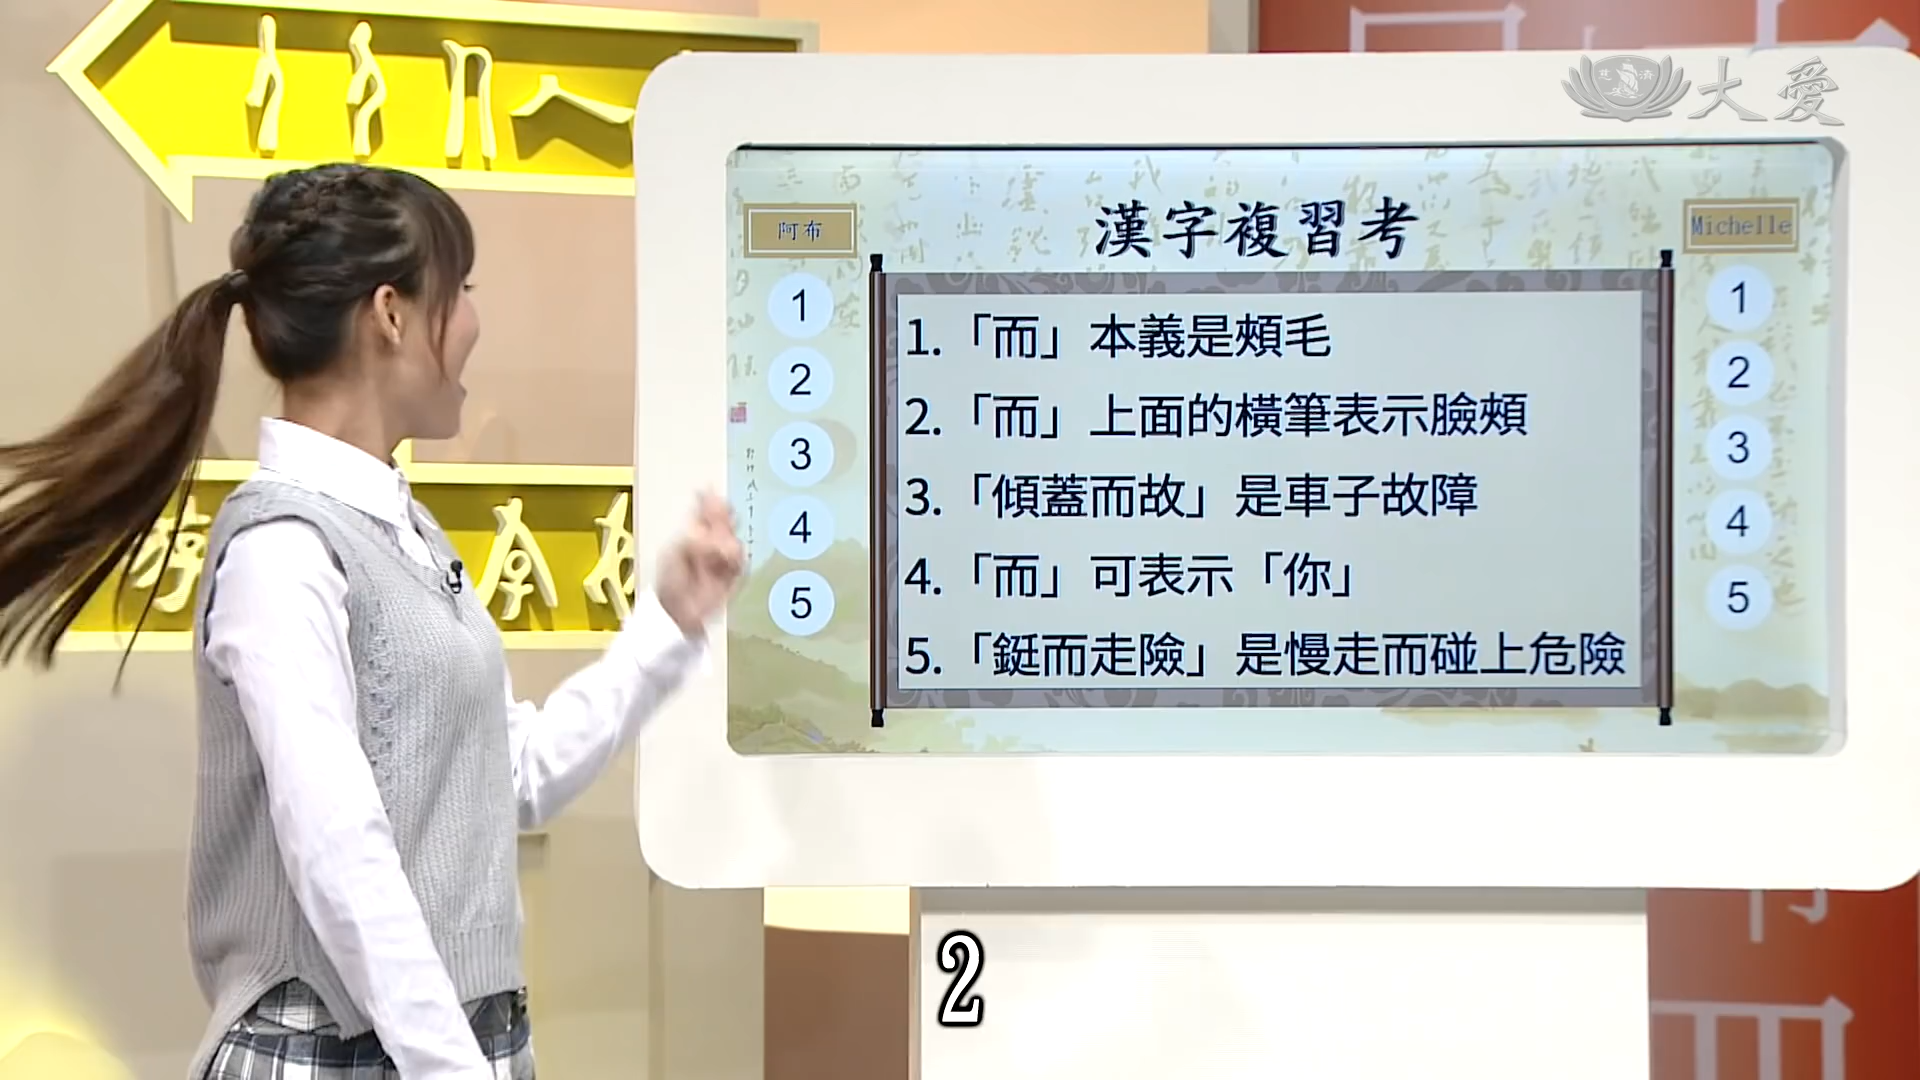 大愛
漢字複習考
阿布
Michelle
1
2
3
4
5
1.「而」本義是頰毛
2.「而」上面的橫筆表示臉頰
3.「傾蓋而故」是車子故障
4.「而」可表示「你」
5.「鋌而走險」是慢走而碰上危險
1
2
3
4
5
2